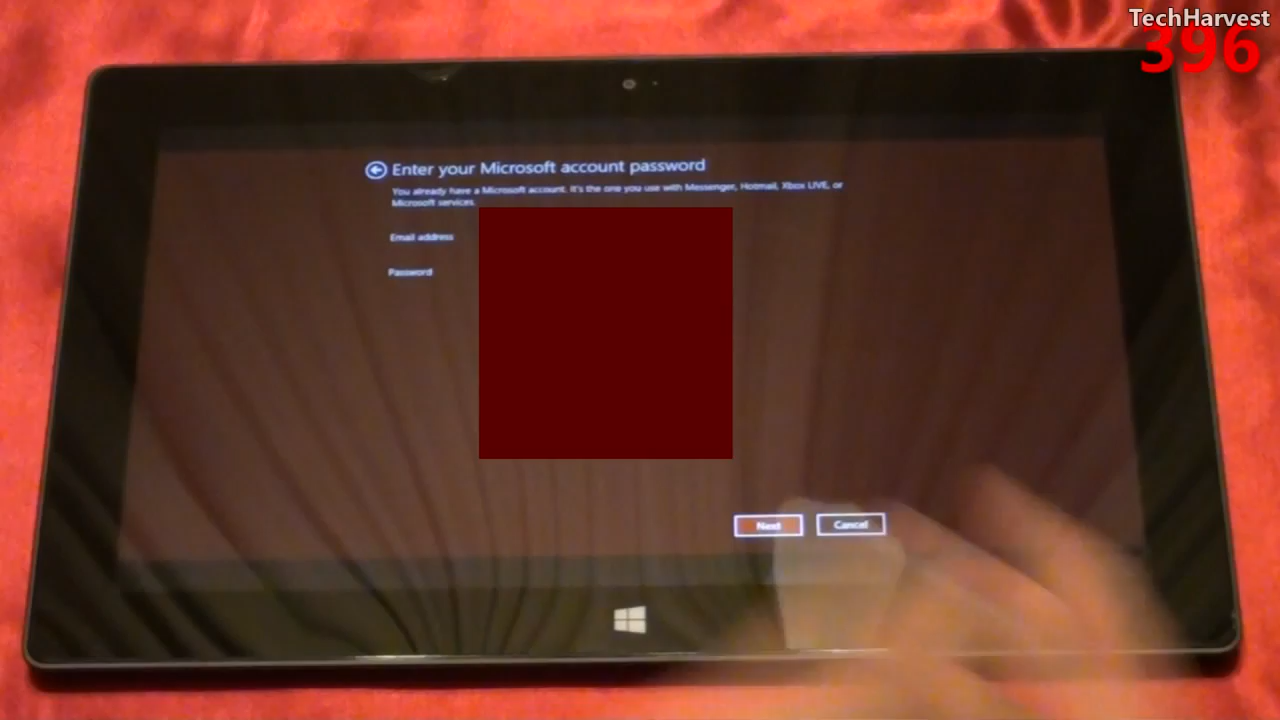 TechHarvest
396
Enter your Microsoft account password
You already have a Microsoft account. It's the one you use with Messenger, Hotmail, Xbox LIVE, or
Microsoft services.
Email address
Password
Next
Cancel